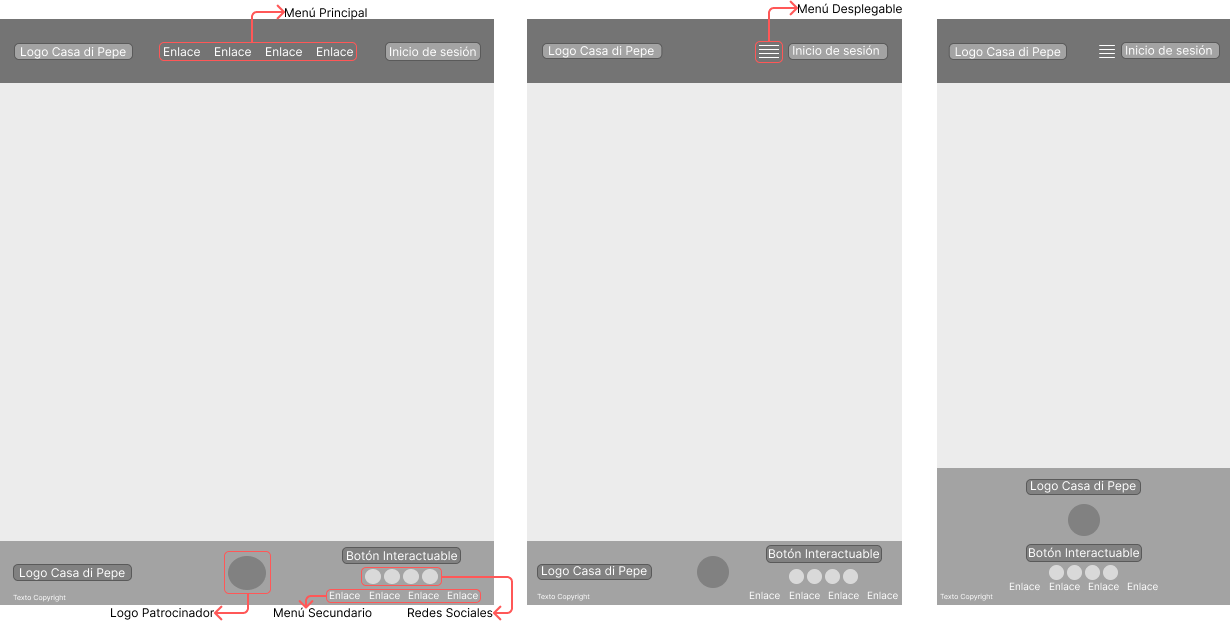 Menú Principal
Logo Casa di Pepe
Enlace Enlace Enlace Enlace
Inicio de sesión
Logo Casa di Pepe
Texto Copyright
Botón Interactuable
Enlace Enlace Enlace Enlace
Logo Patrocinador
Menú Secundario
Redes Sociales
Menú Desplegable
Logo Casa di Pepe
Inicio de sesión
Logo Casa di Pepe
Texto Copyright
Botón Interactuable
Enlace Enlace Enlace Enlace
Logo Casa di Pepe
Inicio de sesión
Logo Casa di Pepe
Botón Interactuable
Enlace Enlace Enlace Enlace
Texto Copyright